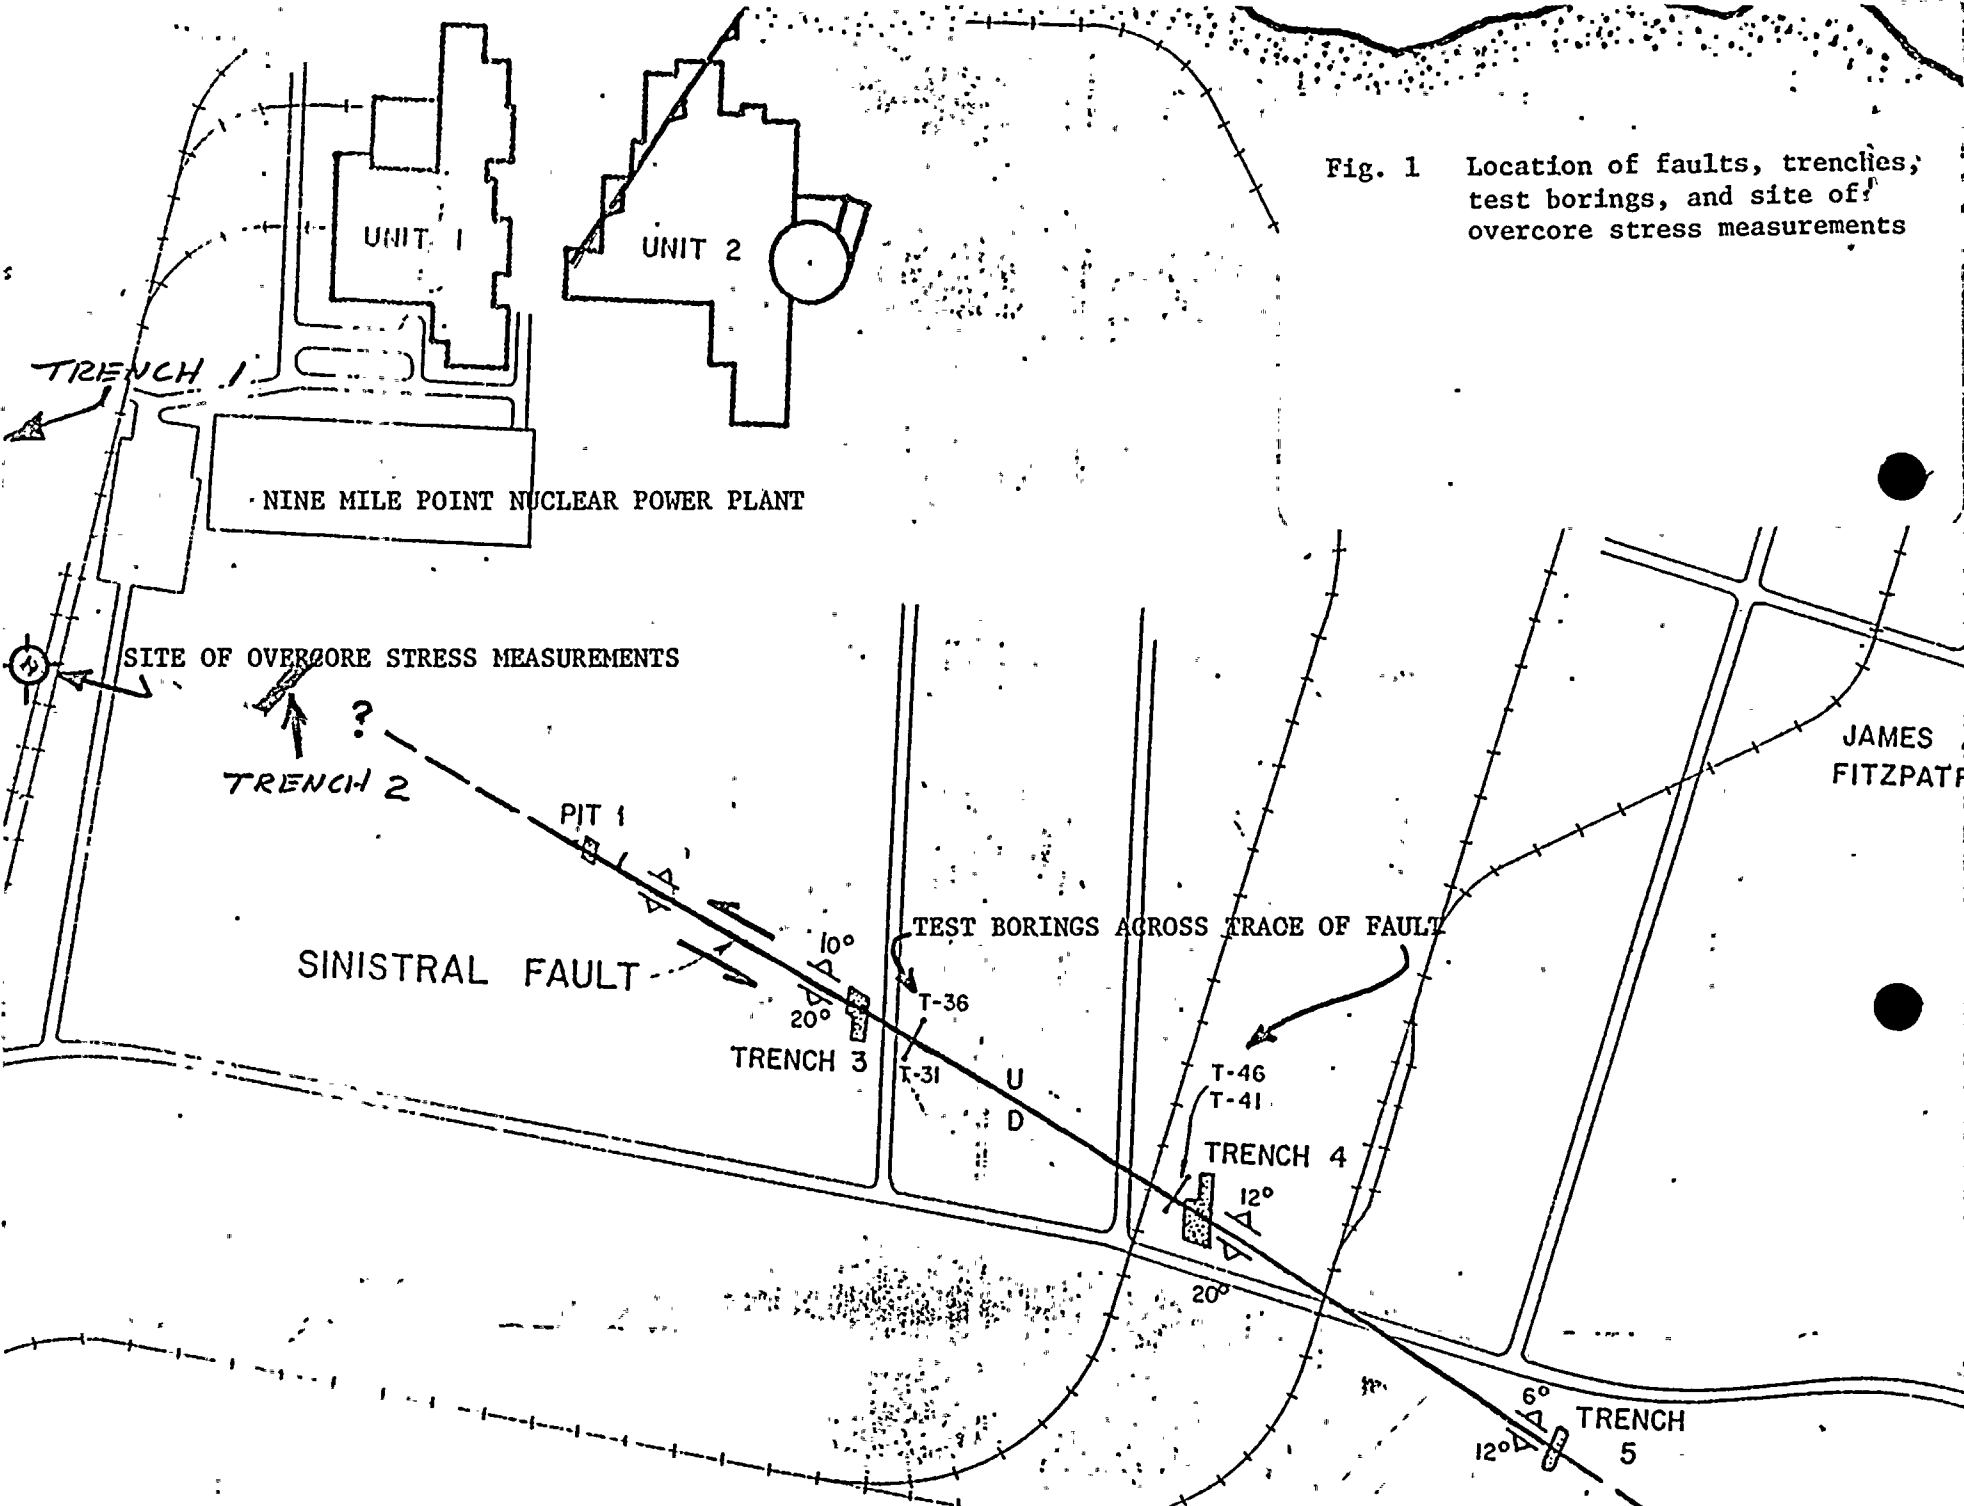 Fig. 1 Location of faults, trenches,
test borings, and site of
overcore stress measurements
UNIT 1
UNIT 2
TRENCH 1
NINE MILE POINT NUCLEAR POWER PLANT
SITE OF OVERCORE STRESS MEASUREMENTS
?
TRENCH 2
JAMES
FITZPATR
PIT 1
TEST BORINGS ACROSS TRACE OF FAULT
SINISTRAL FAULT
10°
20°
T-36
TRENCH 3
T-31
U
D
T-46
T-41
TRENCH 4
12°
20°
6°
12°
TRENCH
5